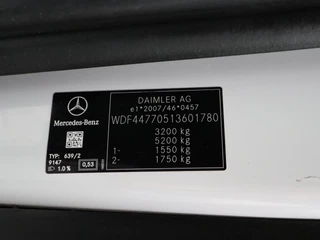 DAIMLER AG
e1*2007/46*0457
WDF44770513601780
3200 kg
5200 kg
1- 1550 kg
2- 1750 kg
Mercedes-Benz
TYP: 639/2
9147
1.0 % 0,53